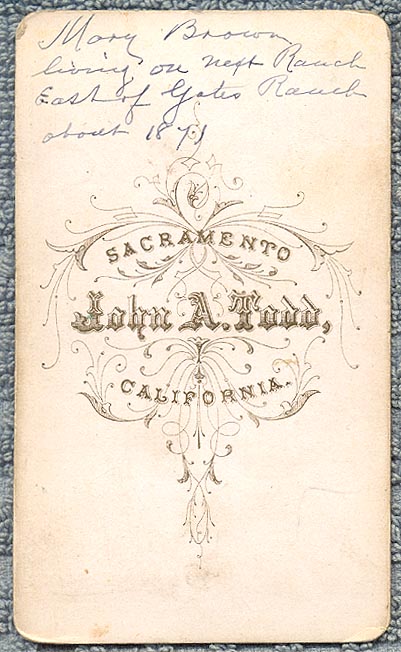 Mary Brown
living on next Ranch
East of Gates Ranch
about 1871
SACRAMENTO
John A. Todd,
CALIFORNIA.